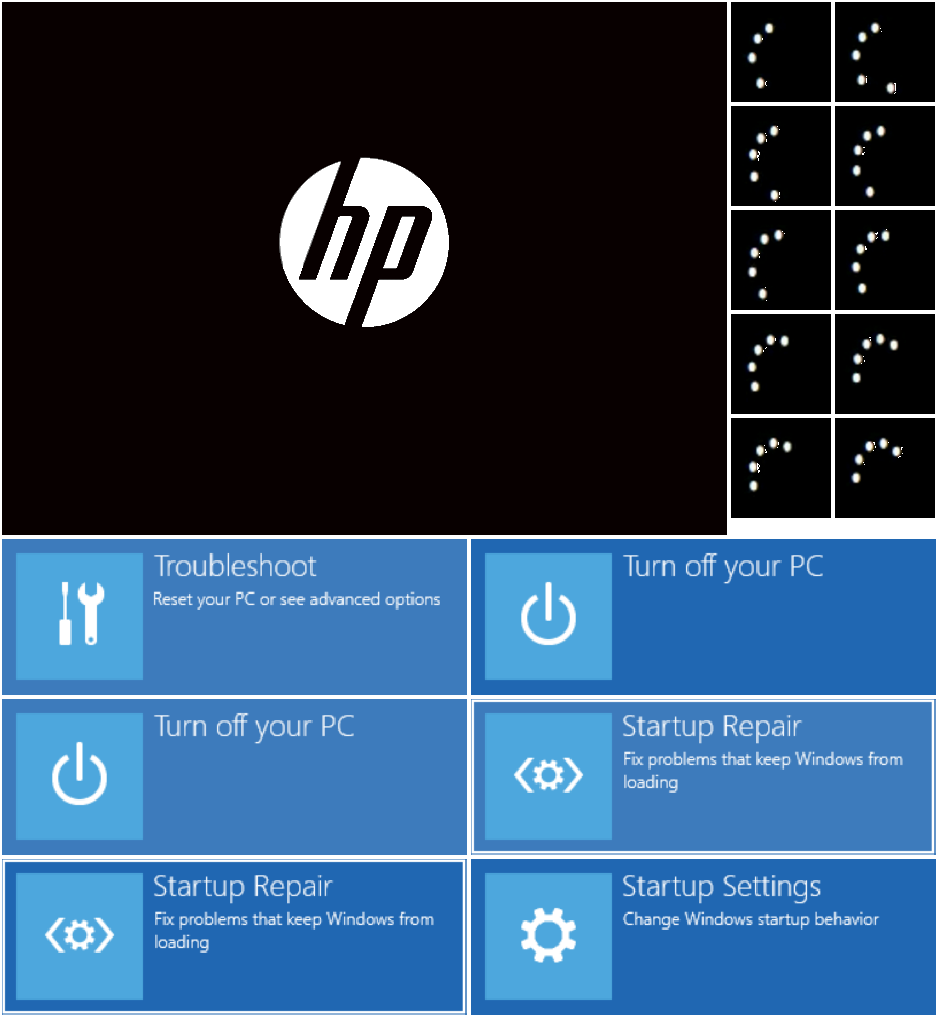 hp
Troubleshoot
Reset your PC or see advanced options
Turn off your PC
Turn off your PC
Startup Repair
Fix problems that keep Windows from
loading
Startup Repair
Fix problems that keep Windows from
loading
Startup Settings
Change Windows startup behavior